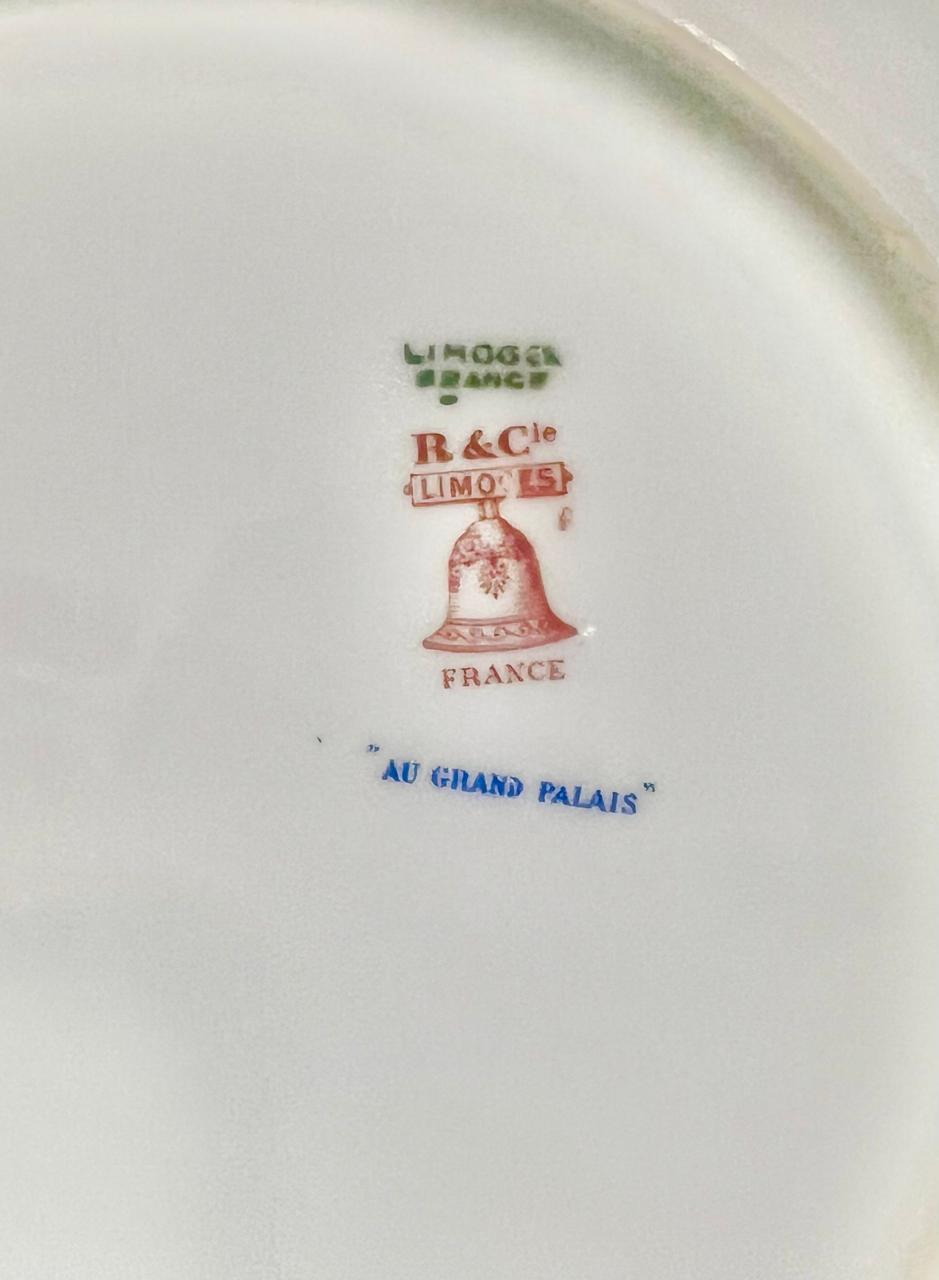 LIMOGES
FRANCE
R & Cie
LIMOGES
FRANCE
"AU GRAND PALAIS"